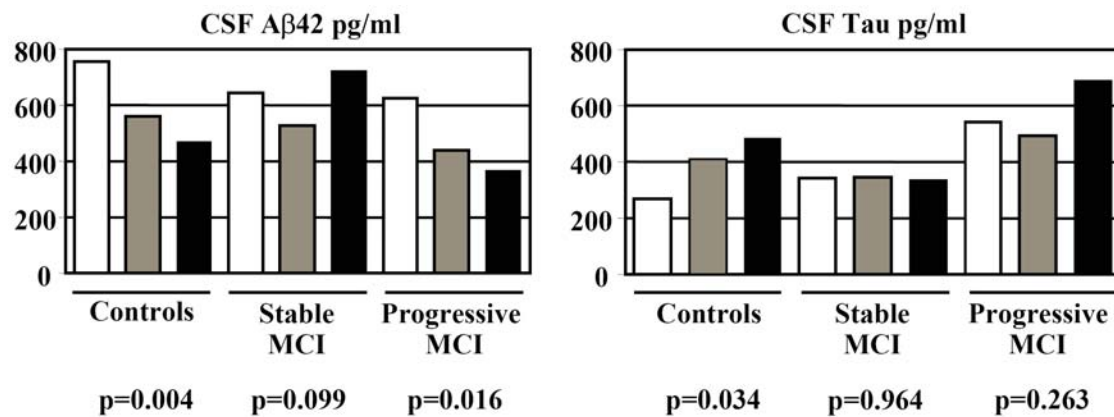 CSF Aβ42 pg/ml
800
600
400
200
0
Controls
Stable
MCI
Progressive
MCI
p=0.004
p=0.099
p=0.016
CSF Tau pg/ml
800
600
400
200
0
Controls
Stable
MCI
Progressive
MCI
p=0.034
p=0.964
p=0.263